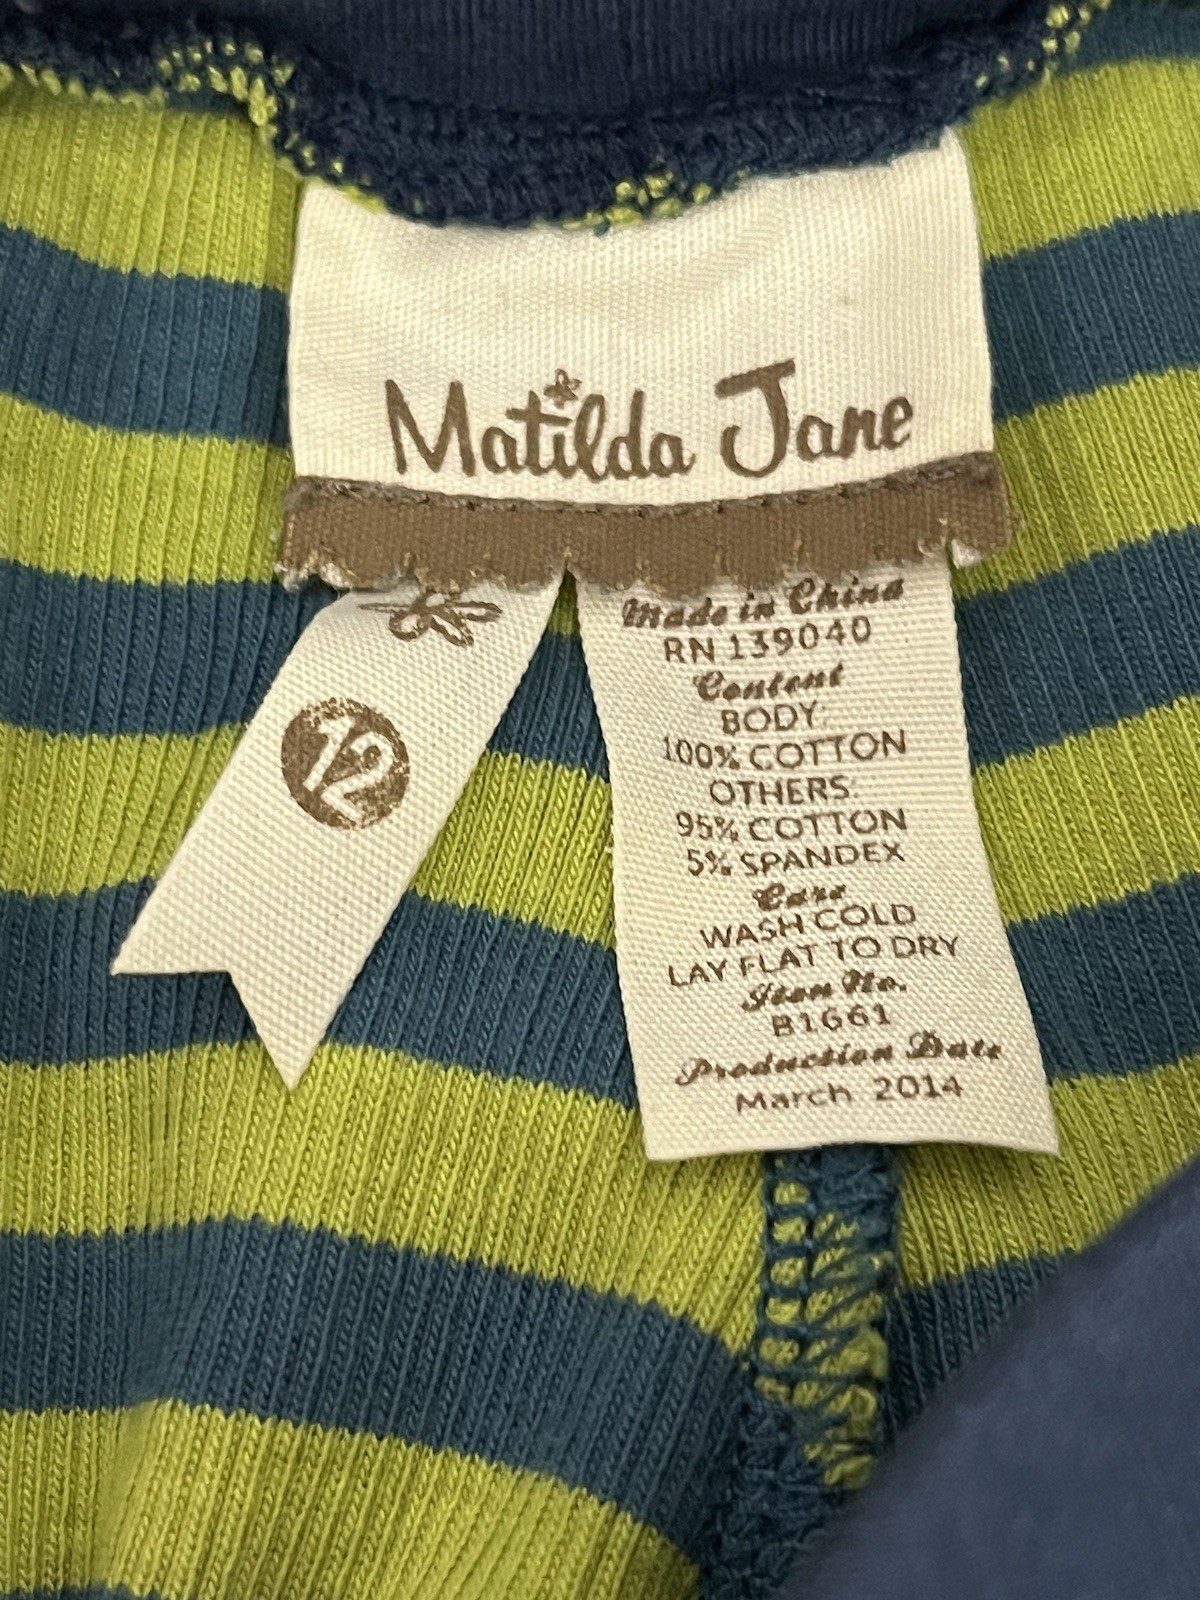 Matilda Jane
12
Made in China
RN 139040
Content
BODY:
100% COTTON
OTHERS:
95% COTTON
5% SPANDEX
Care
WASH COLD
LAY FLAT TO DRY
Item No.
B1661
Production Date
March 2014